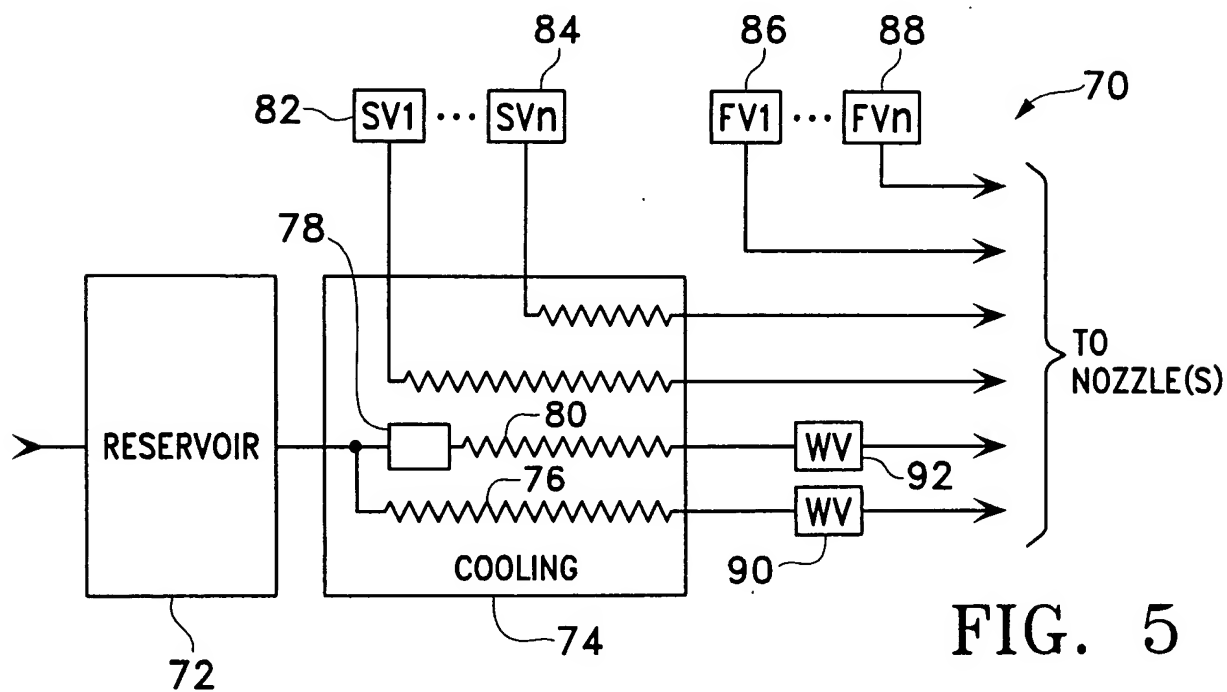 84
86
88
70
82
SV1 ••• SVn
FV1 ••• FVn
78
80
76
RESERVOIR
WV
92
WV
90
TO
NOZZLE(S)
COOLING
72
74
FIG. 5